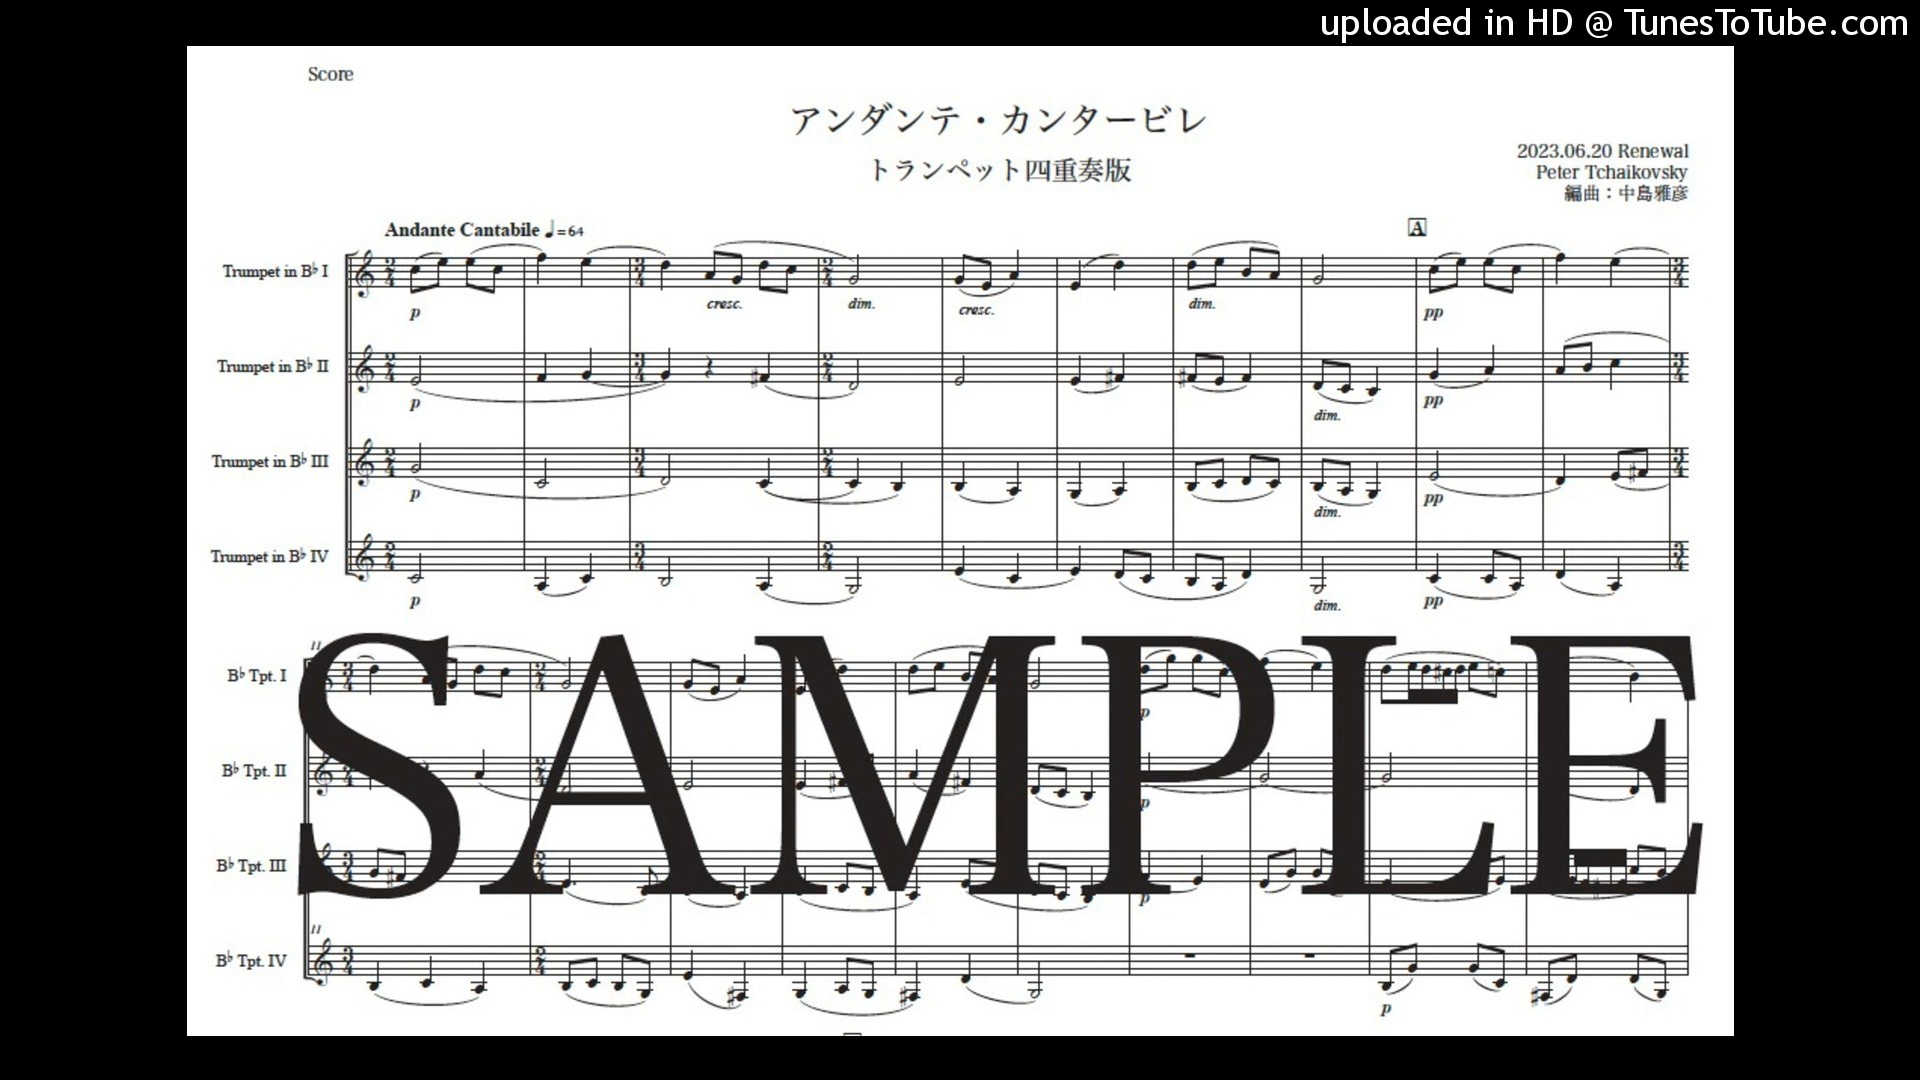 uploaded in HD @ TunesToTube.com
Score
アンダンテ・カンタービレ
トランペット四重奏版
2023.06.20 Renewal
Peter Tchaikovsky
編曲：中島雅彦
Andante Cantabile ♩=64
A
Trumpet in B♭ I
p
cresc.
dim.
cresc.
dim.
pp
Trumpet in B♭ II
p
dim.
pp
Trumpet in B♭ III
p
dim.
pp
Trumpet in B♭ IV
p
dim.
pp
SAMPLE
11
B♭ Tpt. I
p
B♭ Tpt. II
p
B♭ Tpt. III
p
11
B♭ Tpt. IV
p